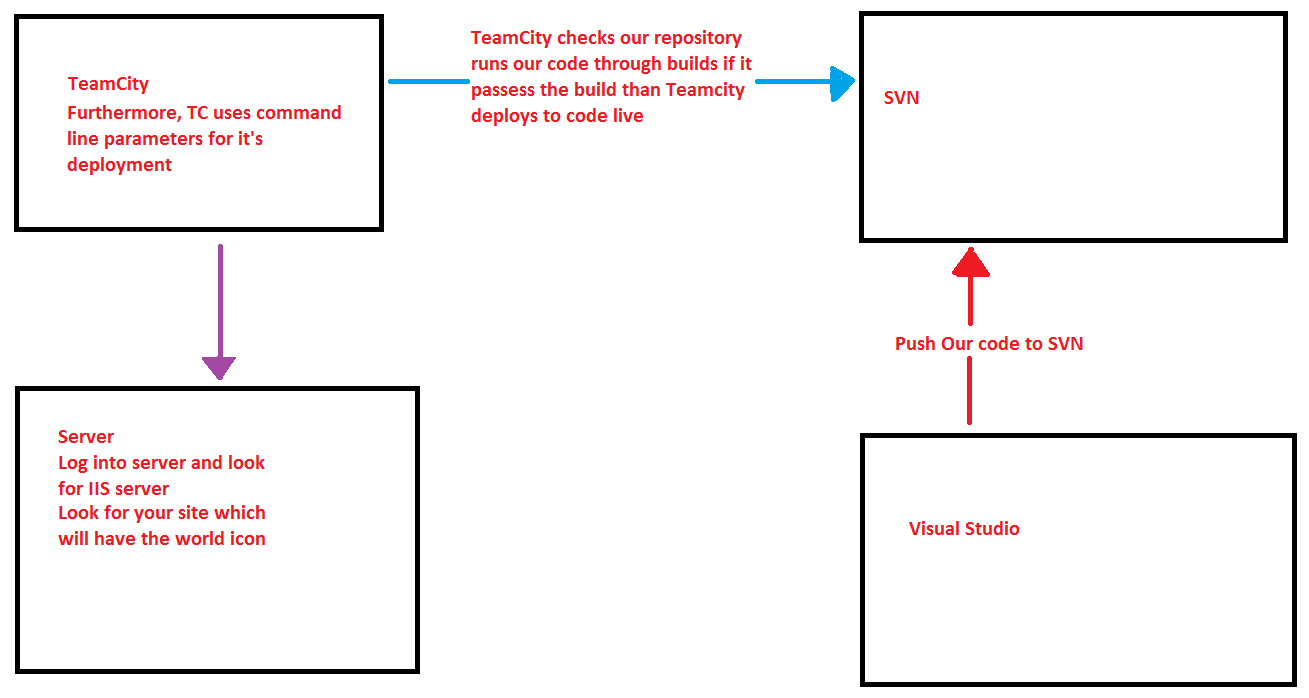 TeamCity
Furthermore, TC uses command
line parameters for it's
deployment
TeamCity checks our repository
runs our code through builds if it
passess the build than Teamcity
deploys to code live
SVN
Push Our code to SVN
Server
Log into server and look
for IIS server
Look for your site which
will have the world icon
Visual Studio